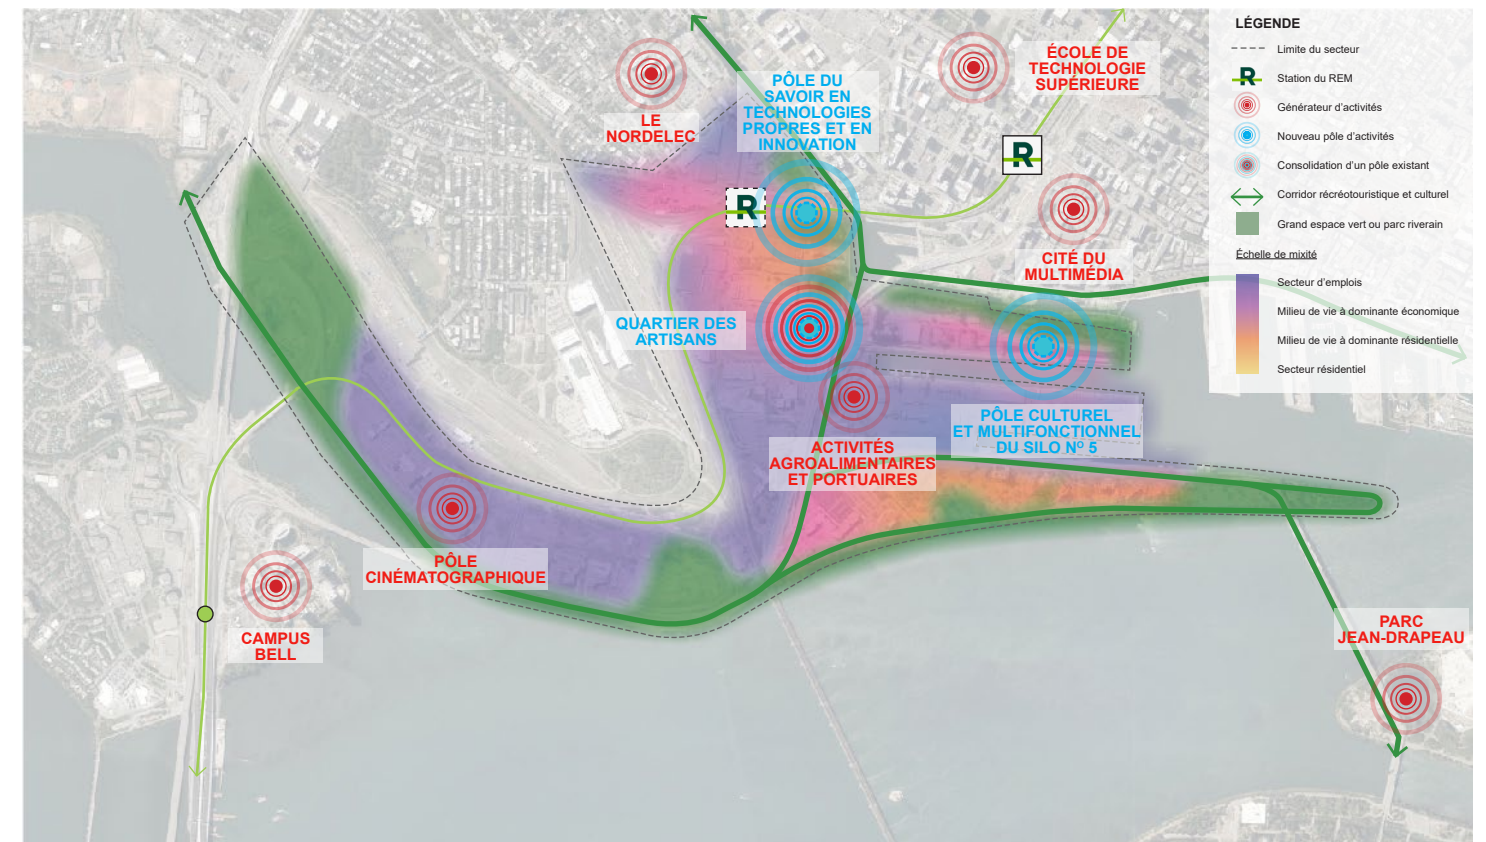 LÉGENDE
Limite du secteur
R
Station du REM
Générateur d'activités
Nouveau pôle d'activités
Consolidation d'un pôle existant
Corridor récréotouristique et culturel
Grand espace vert ou parc riverain
Échelle de mixité
Secteur d'emplois
Milieu de vie à dominante économique
Milieu de vie à dominante résidentielle
Secteur résidentiel
ÉCOLE DE
TECHNOLOGIE
SUPÉRIEURE
PÔLE DU
SAVOIR EN
TECHNOLOGIES
PROPRES ET EN
INNOVATION
LE
NORDELEC
R
R
CITÉ DU
MULTIMÉDIA
QUARTIER DES
ARTISANS
PÔLE CULTUREL
ET MULTIFONCTIONNEL
DU SILO Nº 5
ACTIVITÉS
AGROALIMENTAIRES
ET PORTUAIRES
PÔLE
CINÉMATOGRAPHIQUE
CAMPUS
BELL
PARC
JEAN-DRAPEAU